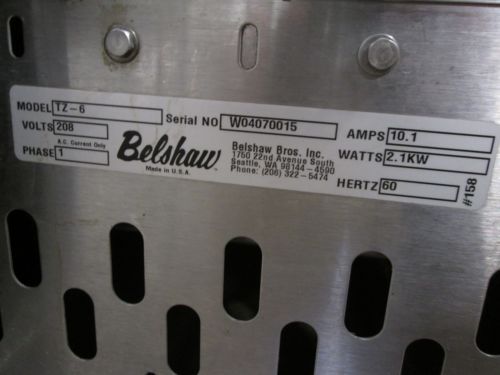 MODEL TZ-6
Serial NO W04070015
AMPS 10.1
VOLTS 208
A.C. Current Only
PHASE 1
Belshaw
Made in U.S.A.
Belshaw Bros. Inc.
1750 22nd Avenue South
Seattle, WA 98144-4590
Phone: (206) 322-5474
WATTS 2.1KW
HERTZ 60
#158